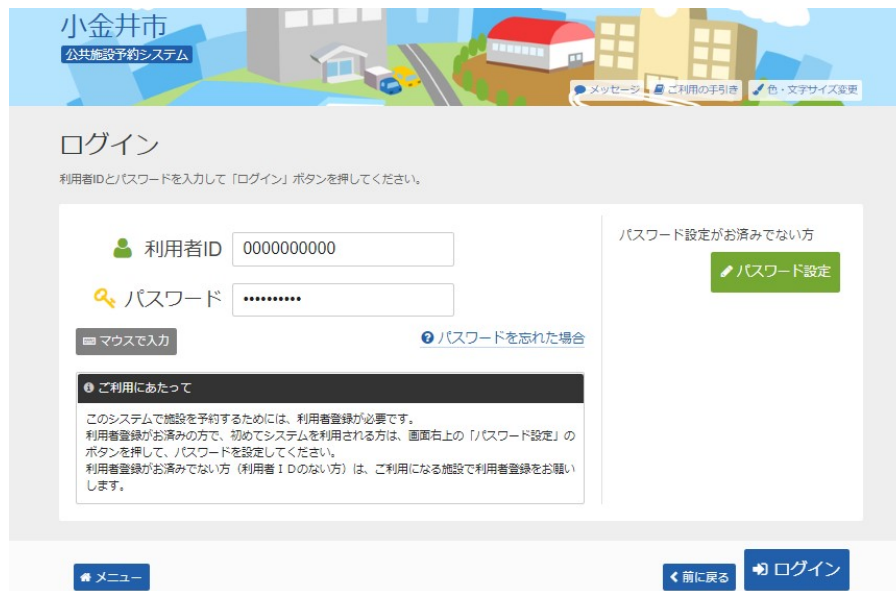 小金井市
公共施設予約システム
メッセージ ご利用の手引き 色・文字サイズ変更
ログイン
利用者IDとパスワードを入力して「ログイン」ボタンを押してください。
利用者ID 0000000000
パスワード ••••••••••
マウスで入力 パスワードを忘れた場合
パスワード設定がお済みでない方
パスワード設定
ご利用にあたって
このシステムで施設を予約するためには、利用者登録が必要です。
利用者登録がお済みの方で、初めてシステムを利用される方は、画面右上の「パスワード設定」の
ボタンを押して、パスワードを設定してください。
利用者登録がお済みでない方（利用者ＩＤのない方）は、ご利用になる施設で利用者登録をお願い
します。
メニュー 前に戻る ログイン